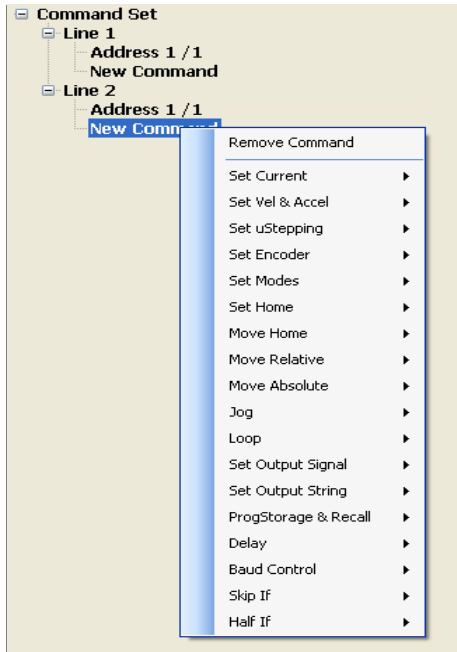 Command Set
Line 1
Address 1 /1
New Command
Line 2
Address 1 /1
New Command
Remove Command
Set Current
Set Vel & Accel
Set uStepping
Set Encoder
Set Modes
Set Home
Move Home
Move Relative
Move Absolute
Jog
Loop
Set Output Signal
Set Output String
ProgStorage & Recall
Delay
Baud Control
Skip If
Half If